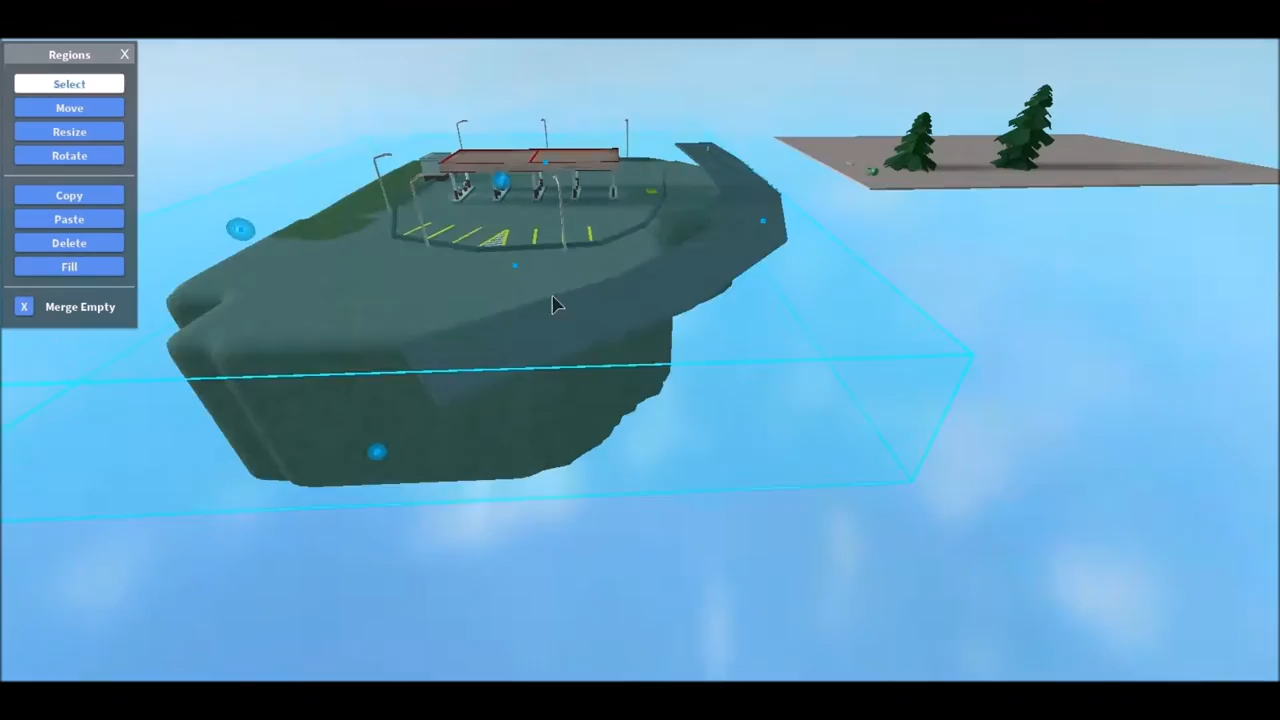 Regions X
Select
Move
Resize
Rotate
Copy
Paste
Delete
Fill
X Merge Empty